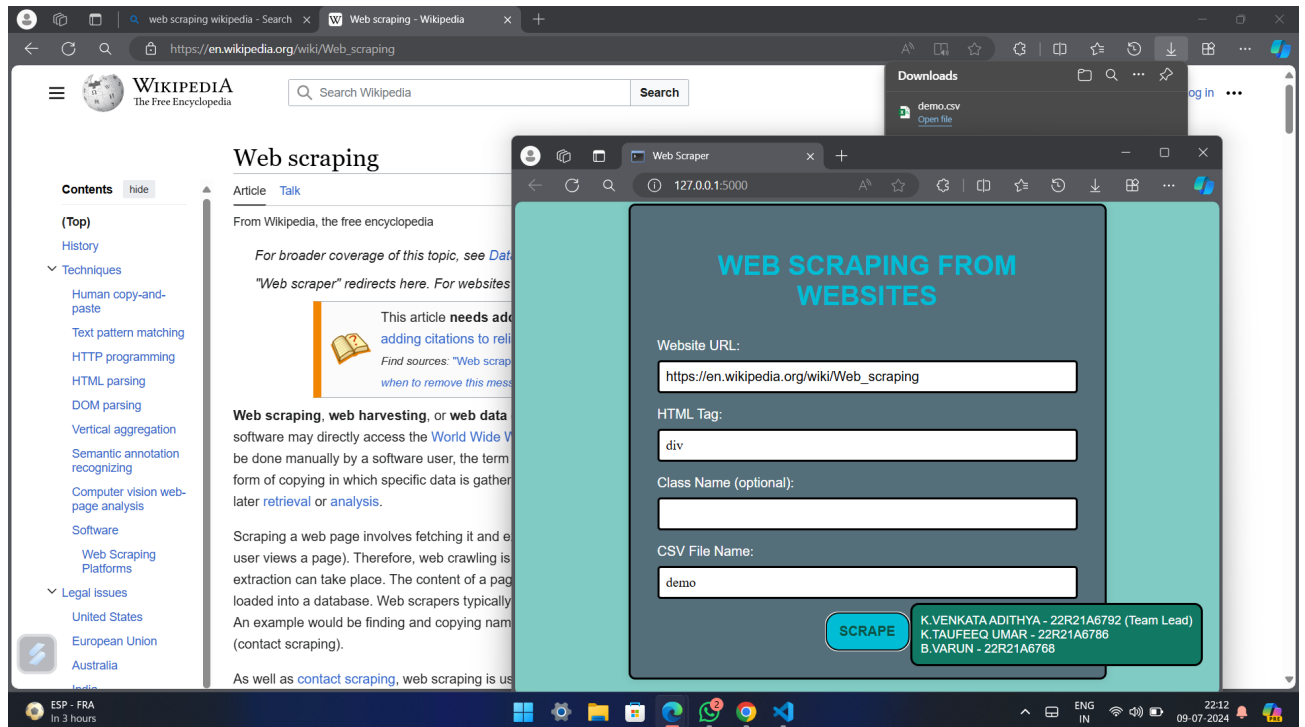 web scraping wikipedia - Search
Web scraping - Wikipedia
https://en.wikipedia.org/wiki/Web_scraping
WIKIPEDIA
The Free Encyclopedia
Search Wikipedia
Search
Downloads
demo.csv
Open file
og in
Web scraping
Contents hide
(Top)
History
Techniques
Human copy-and-
paste
Text pattern matching
HTTP programming
HTML parsing
DOM parsing
Vertical aggregation
Semantic annotation
recognizing
Computer vision web-
page analysis
Software
Web Scraping
Platforms
Legal issues
United States
European Union
Australia
India
Article Talk
From Wikipedia, the free encyclopedia
For broader coverage of this topic, see Data
"Web scraper" redirects here. For websites
This article needs add
adding citations to reli
Find sources: "Web scrap
when to remove this mess
Web scraping, web harvesting, or web data
software may directly access the World Wide W
be done manually by a software user, the term
form of copying in which specific data is gather
later retrieval or analysis.
Scraping a web page involves fetching it and e
user views a page). Therefore, web crawling is
extraction can take place. The content of a pag
loaded into a database. Web scrapers typically
An example would be finding and copying nam
(contact scraping).
As well as contact scraping, web scraping is us
Web Scraper
127.0.0.1:5000
WEB SCRAPING FROM
WEBSITES
Website URL:
https://en.wikipedia.org/wiki/Web_scraping
HTML Tag:
div
Class Name (optional):
CSV File Name:
demo
SCRAPE
K.VENKATA ADITHYA - 22R21A6792 (Team Lead)
K.TAUFEEQ UMAR - 22R21A6786
B.VARUN - 22R21A6768
ESP - FRA
In 3 hours
2
ENG
IN
22:12
09-07-2024
PRE